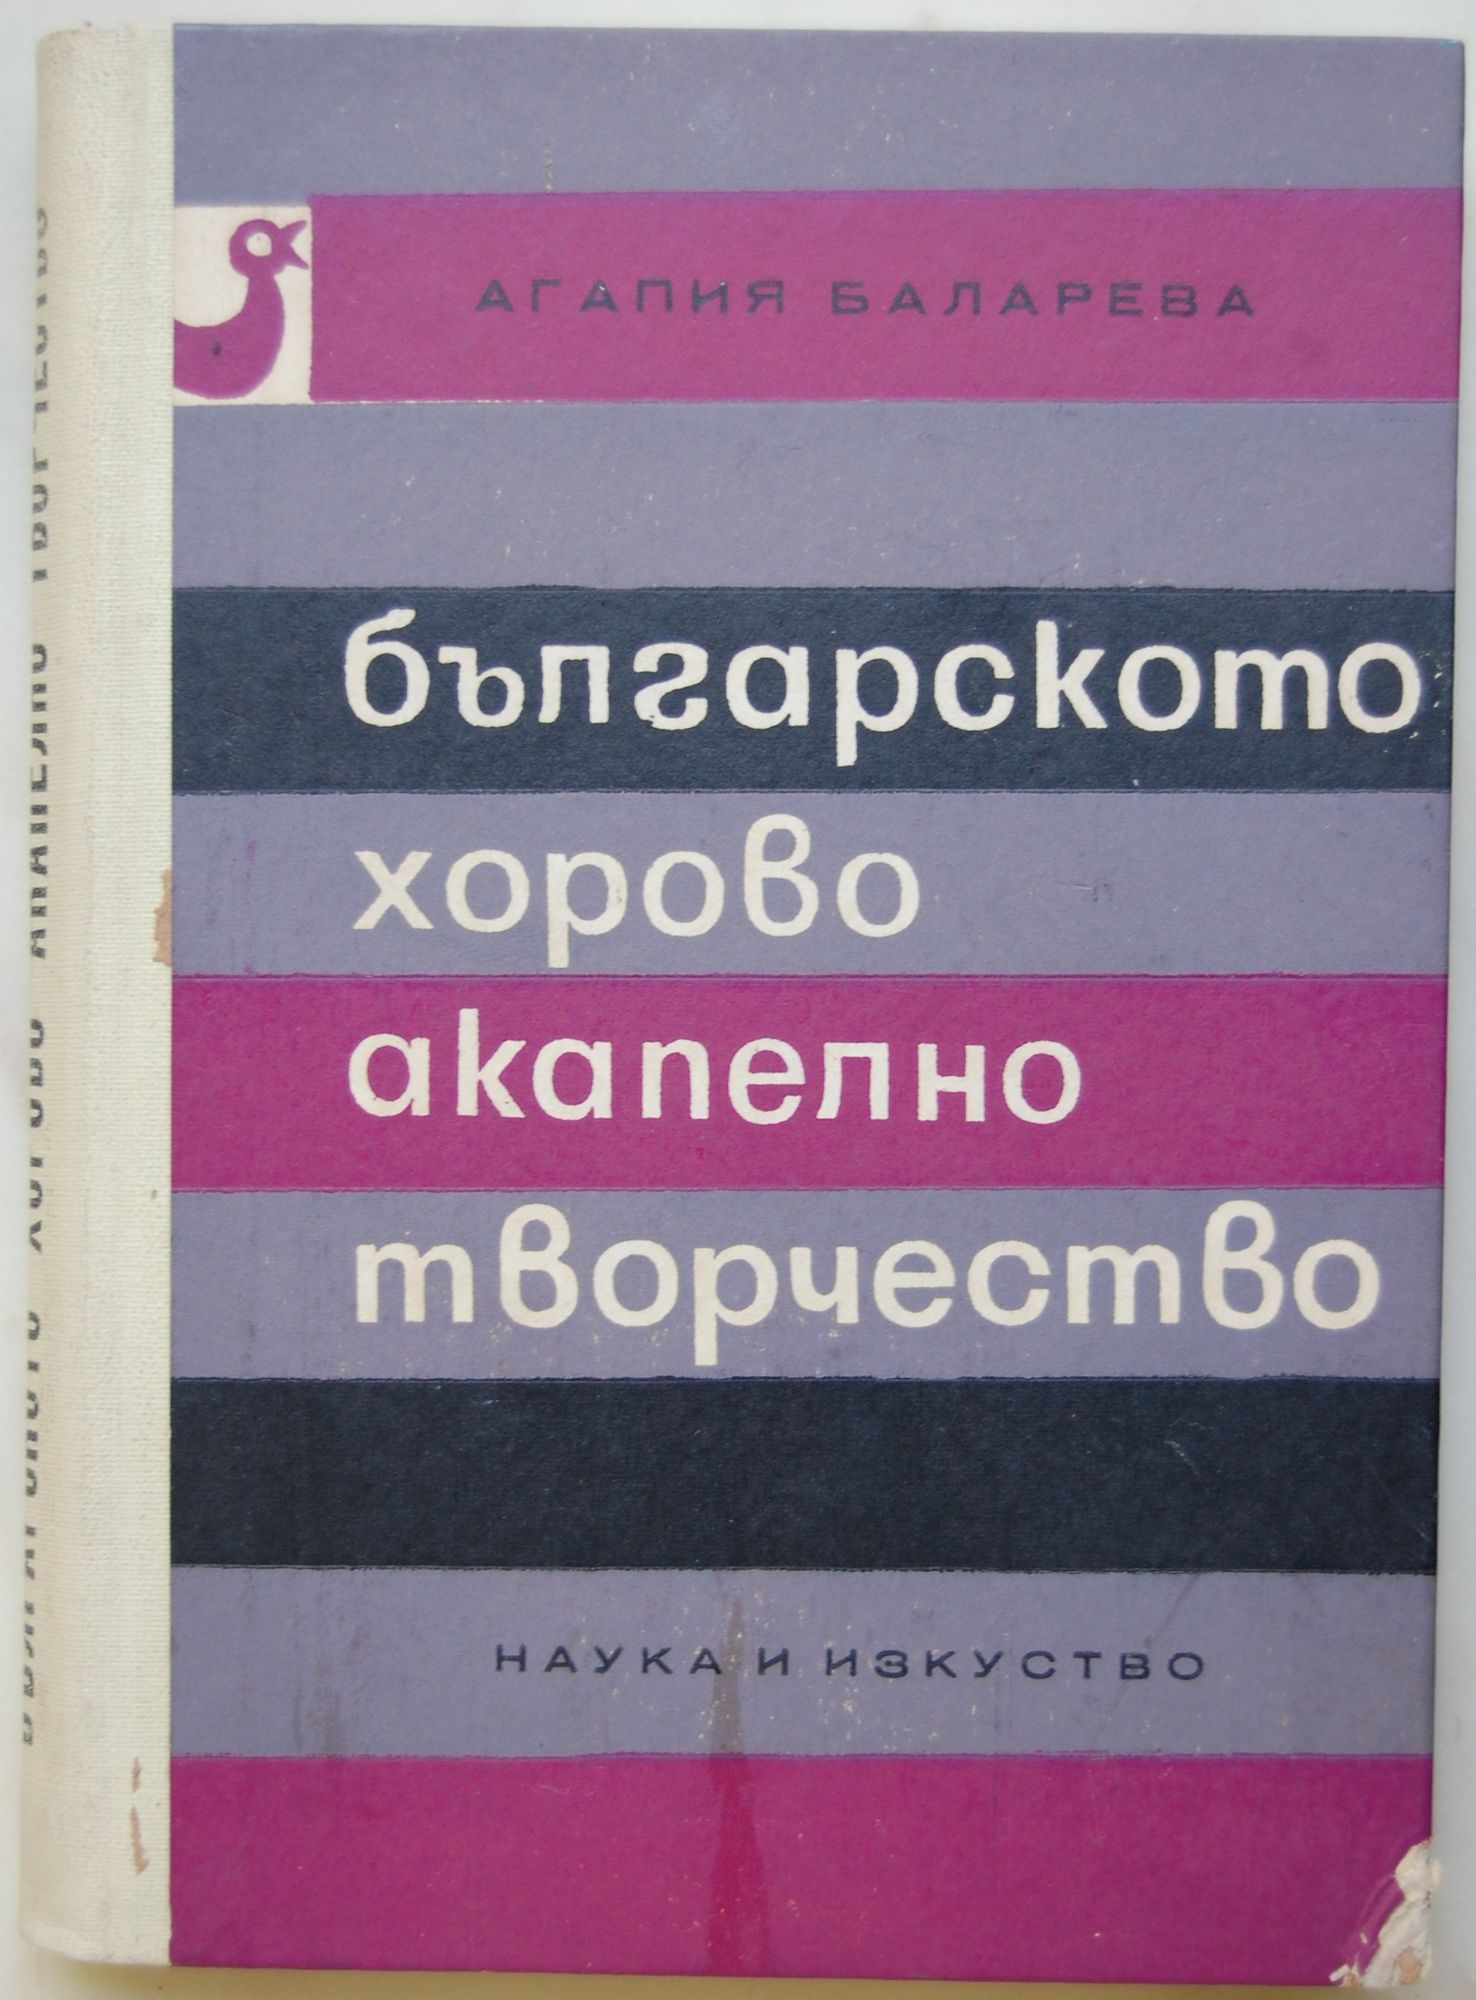 АГАПИЯ БАЛАРЕВА
българското
хорово
акапелно
творчество
НАУКА И ИЗКУСТВО